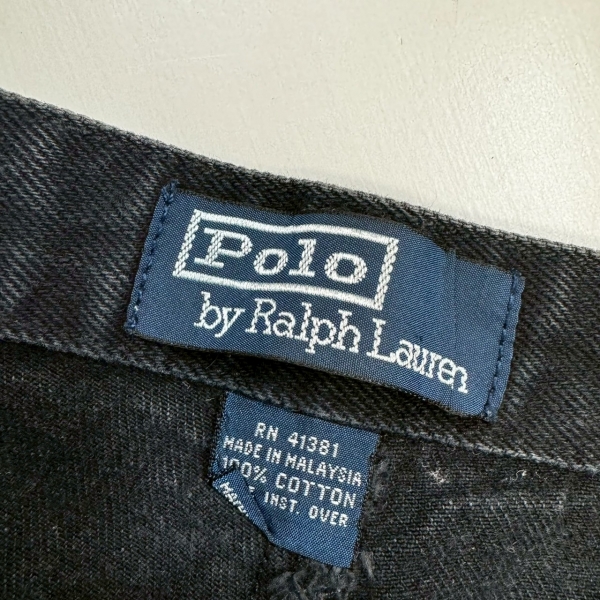 Polo
by Ralph Lauren
RN 41381
MADE IN MALAYSIA
100% COTTON
INST. OVER